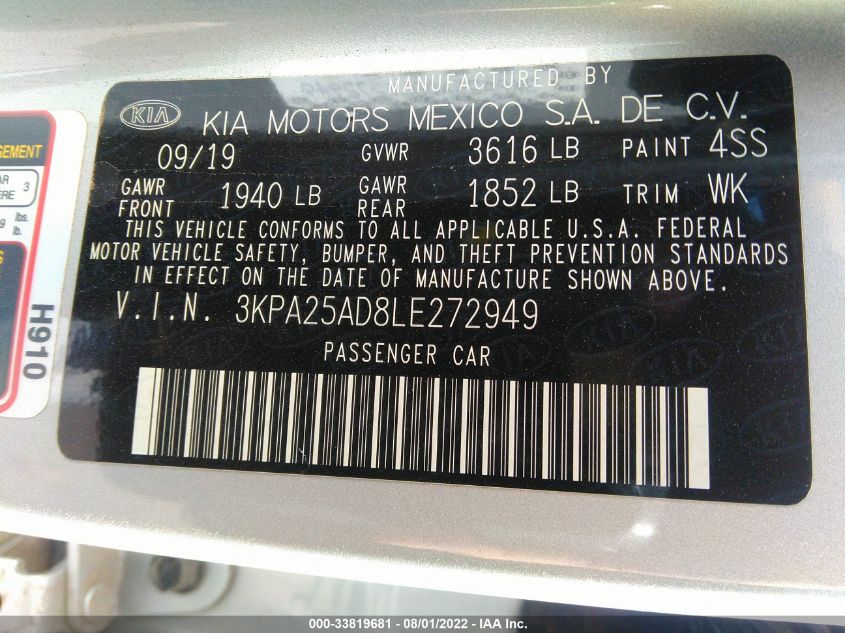 MANUFACTURED BY
KIA KIA MOTORS MEXICO S.A. DE C.V.
09/19 GVWR 3616 LB PAINT 4SS
GAWR FRONT 1940 LB GAWR REAR 1852 LB TRIM WK
THIS VEHICLE CONFORMS TO ALL APPLICABLE U.S.A. FEDERAL
MOTOR VEHICLE SAFETY, BUMPER, AND THEFT PREVENTION STANDARDS
IN EFFECT ON THE DATE OF MANUFACTURE SHOWN ABOVE.
V.I.N. 3KPA25AD8LE272949
PASSENGER CAR
3
lbs.
lb.
H910
000-33819681 - 08/01/2022 - IAA Inc.